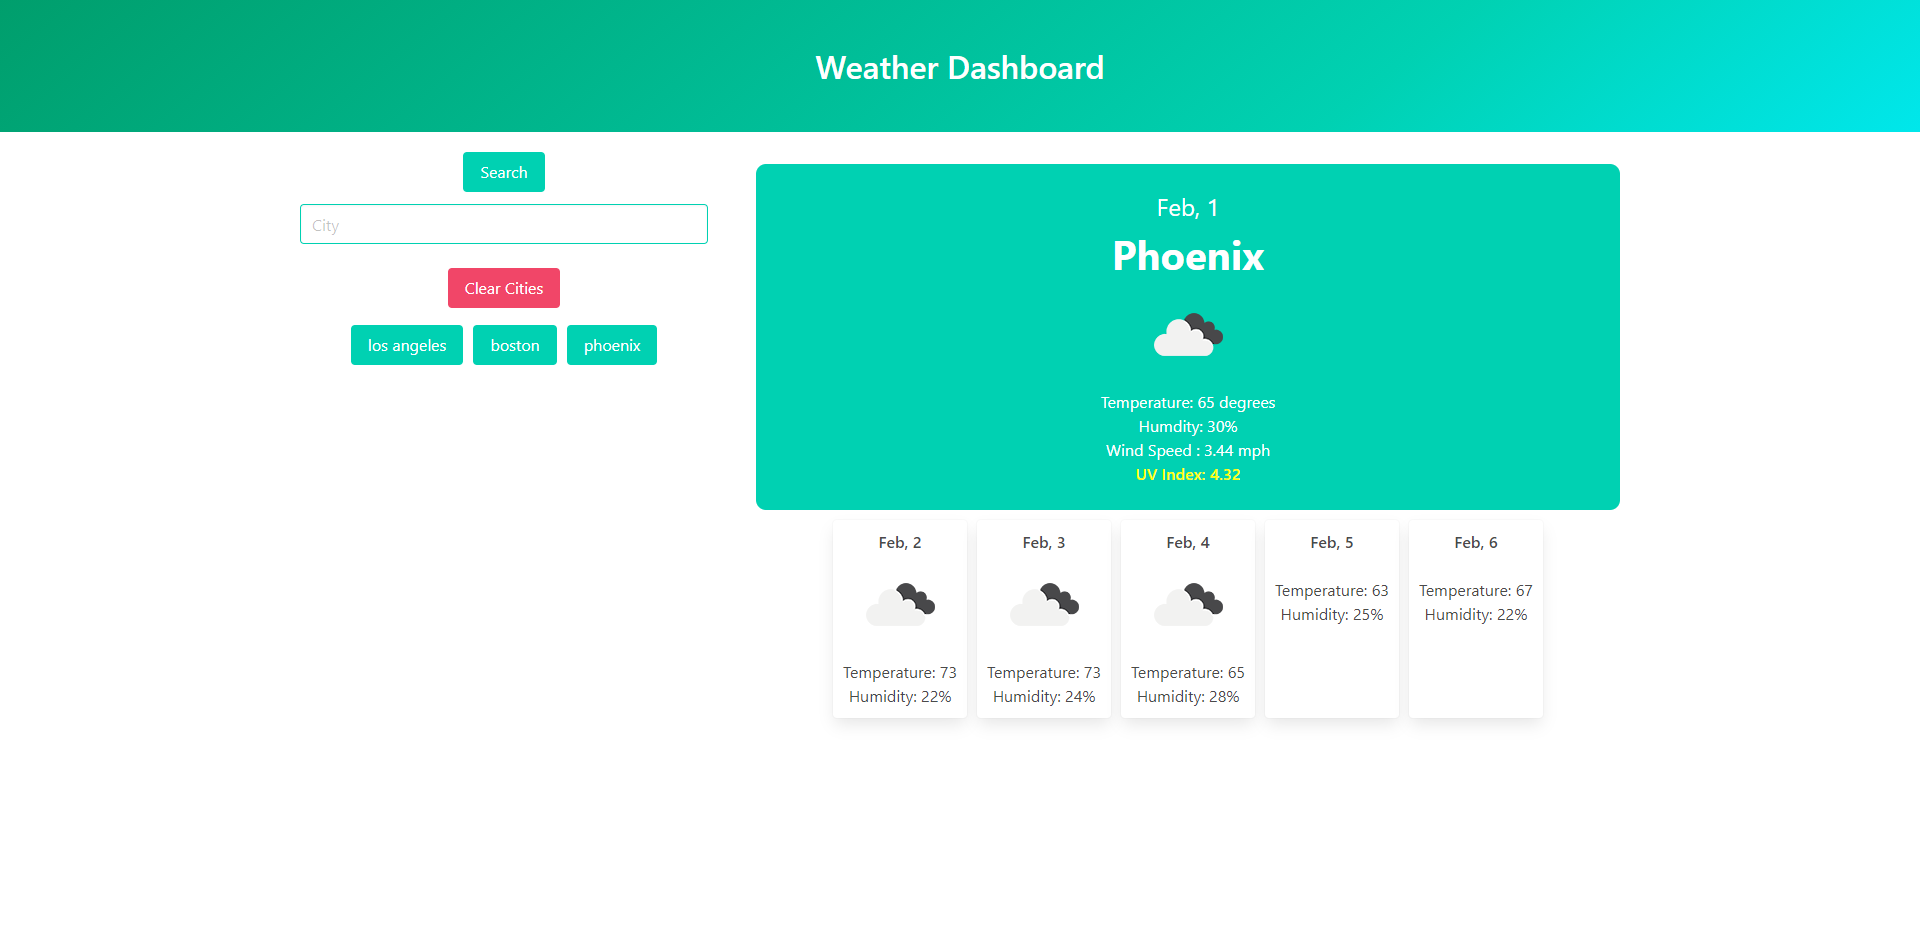 Weather Dashboard
Search
City
Clear Cities
los angeles boston phoenix
Feb, 1
Phoenix
Temperature: 65 degrees
Humdity: 30%
Wind Speed : 3.44 mph
UV Index: 4.32
Feb, 2
Temperature: 73
Humidity: 22%
Feb, 3
Temperature: 73
Humidity: 24%
Feb, 4
Temperature: 65
Humidity: 28%
Feb, 5
Temperature: 63
Humidity: 25%
Feb, 6
Temperature: 67
Humidity: 22%